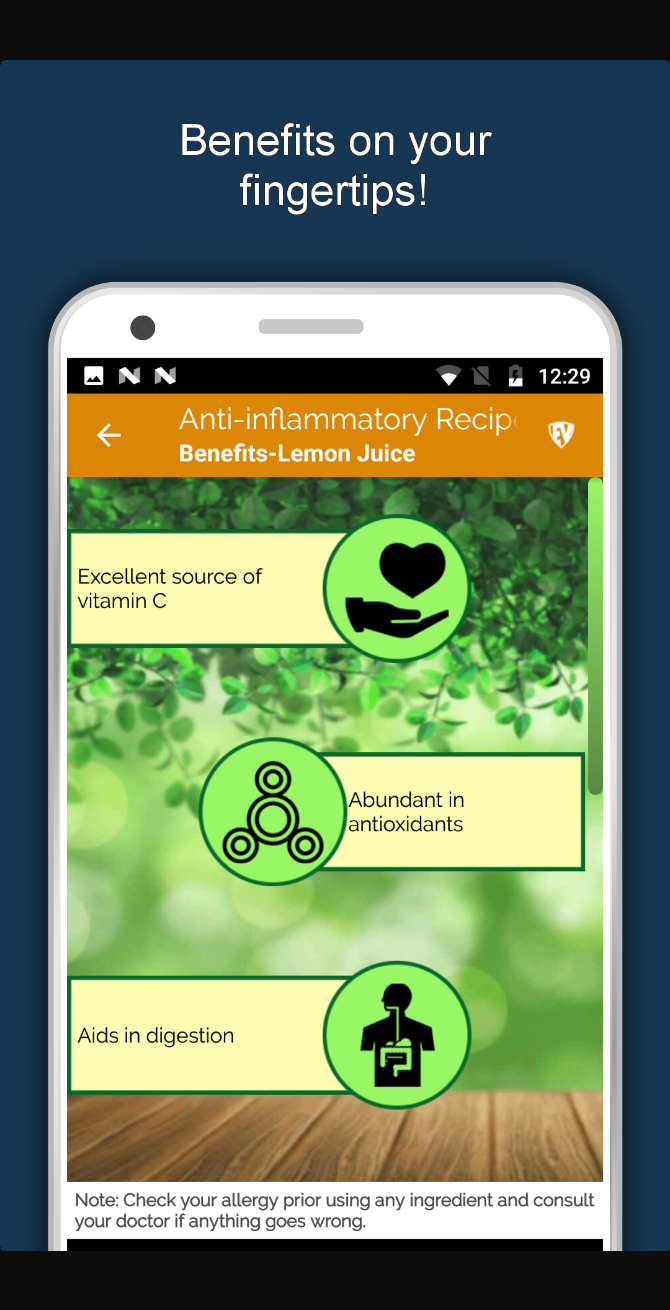 Benefits on your
fingertips!
12:29
Anti-inflammatory Recip
Benefits-Lemon Juice
EV
Excellent source of
vitamin C
Abundant in
antioxidants
Aids in digestion
Note: Check your allergy prior using any ingredient and consult
your doctor if anything goes wrong.